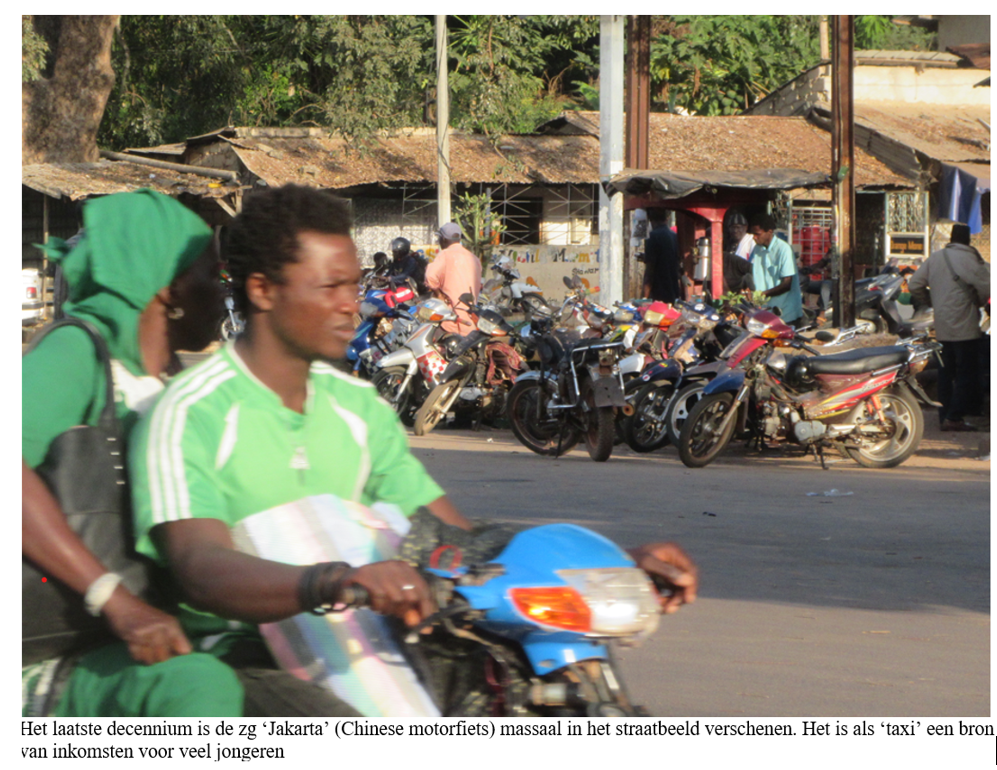 Het laatste decennium is de zg ‘Jakarta’ (Chinese motorfiets) massaal in het straatbeeld verschenen. Het is als ‘taxi’ een bron
van inkomsten voor veel jongeren